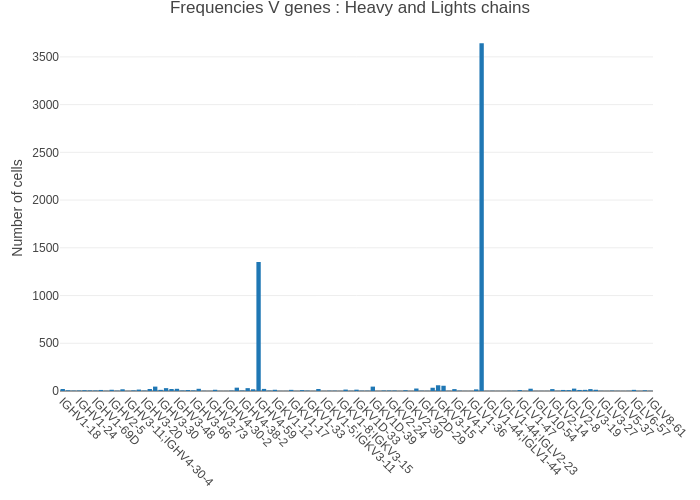 Frequencies V genes : Heavy and Lights chains
Number of cells
3500
3000
2500
2000
1500
1000
500
0
IGHV1-18
IGHV1-24
IGHV1-69D
IGHV2-5
IGHV3-11;IGHV4-30-4
IGHV3-20
IGHV3-30
IGHV3-48
IGHV3-66
IGHV3-73
IGHV4-30-2
IGHV4-38-2
IGHV4-59
IGKV1-12
IGKV1-17
IGKV1-33
IGKV1-5;IGKV3-11
IGKV1-8;IGKV3-15
IGKV1D-33
IGKV1D-39
IGKV2-24
IGKV2-30
IGKV2D-29
IGKV3-15
IGKV4-1
IGLV1-36
IGLV1-44;IGLV1-44
IGLV1-44;IGLV2-23
IGLV1-47
IGLV10-54
IGLV2-14
IGLV2-8
IGLV3-19
IGLV3-27
IGLV5-37
IGLV6-57
IGLV8-61